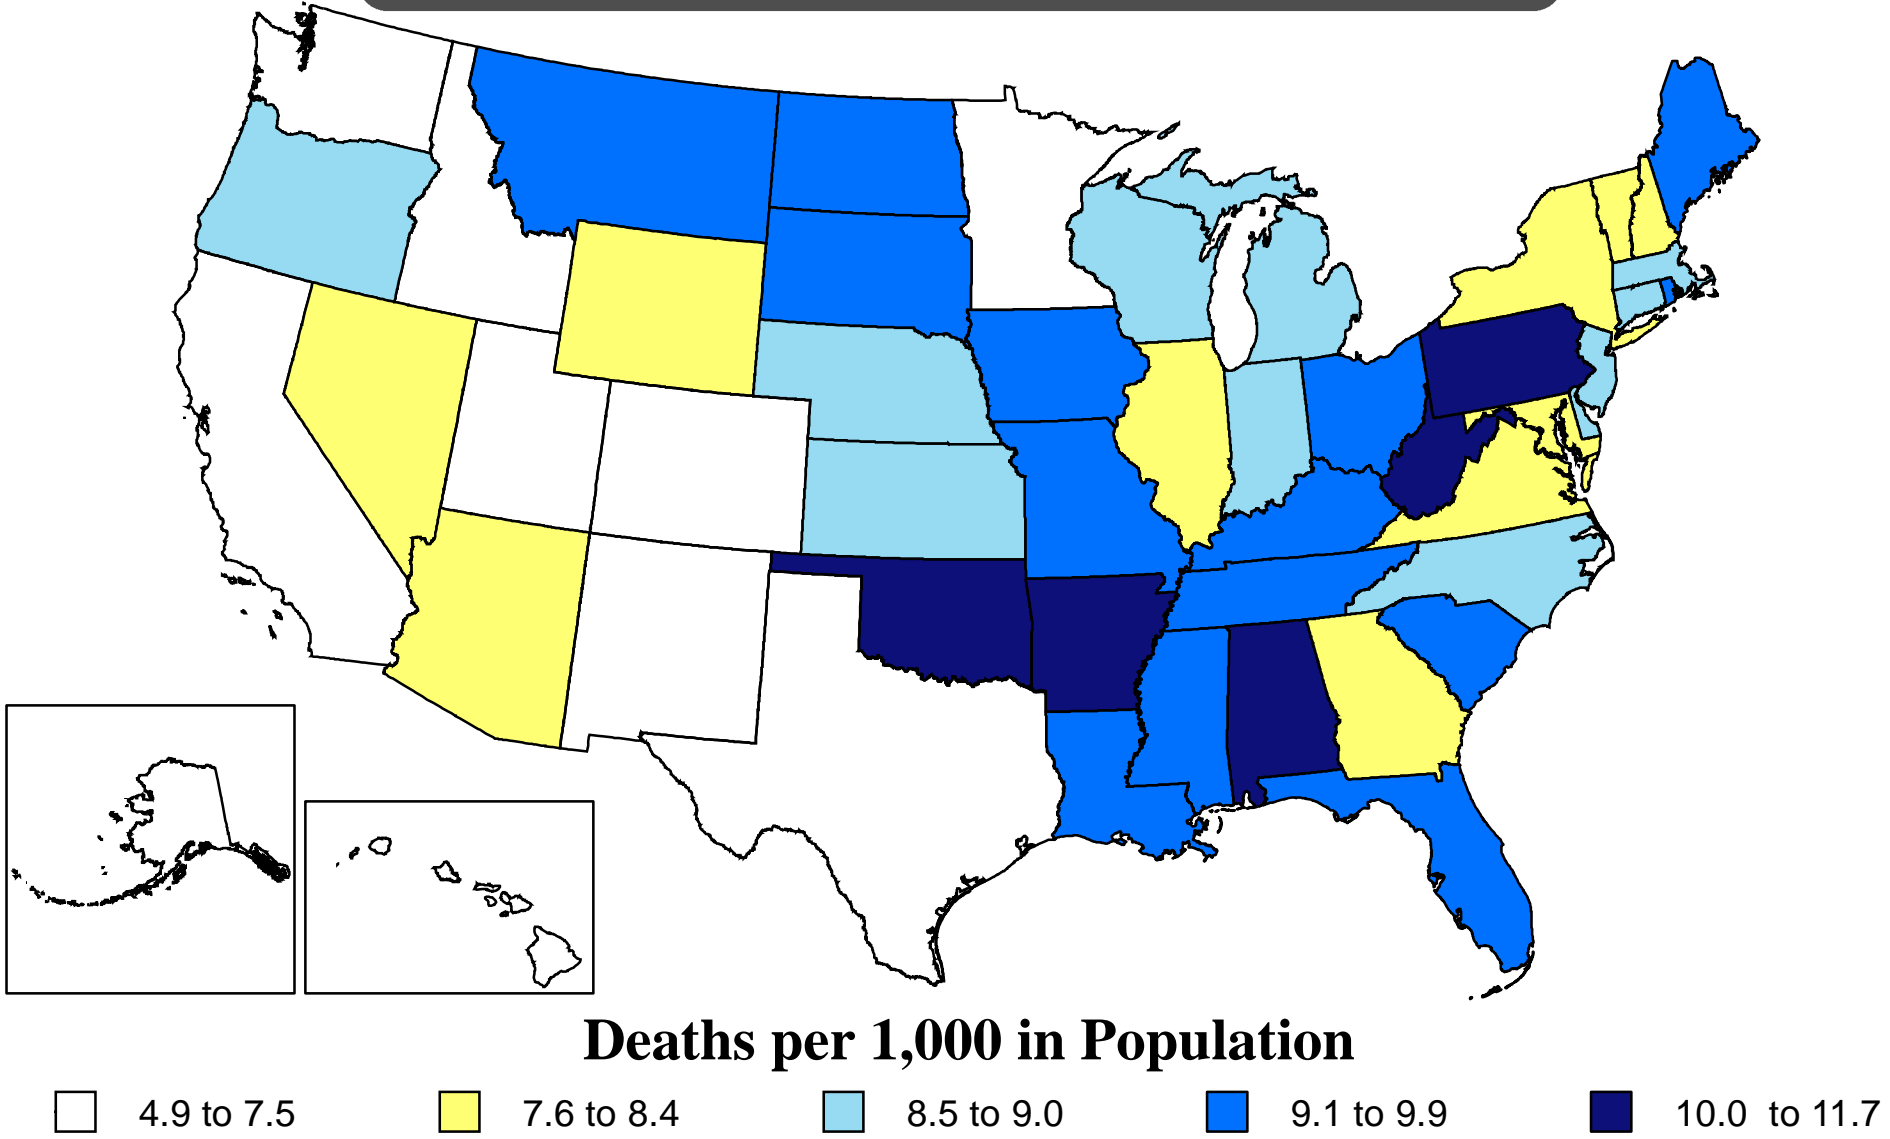 Deaths per 1,000 in Population
4.9 to 7.5
7.6 to 8.4
8.5 to 9.0
9.1 to 9.9
10.0 to 11.7